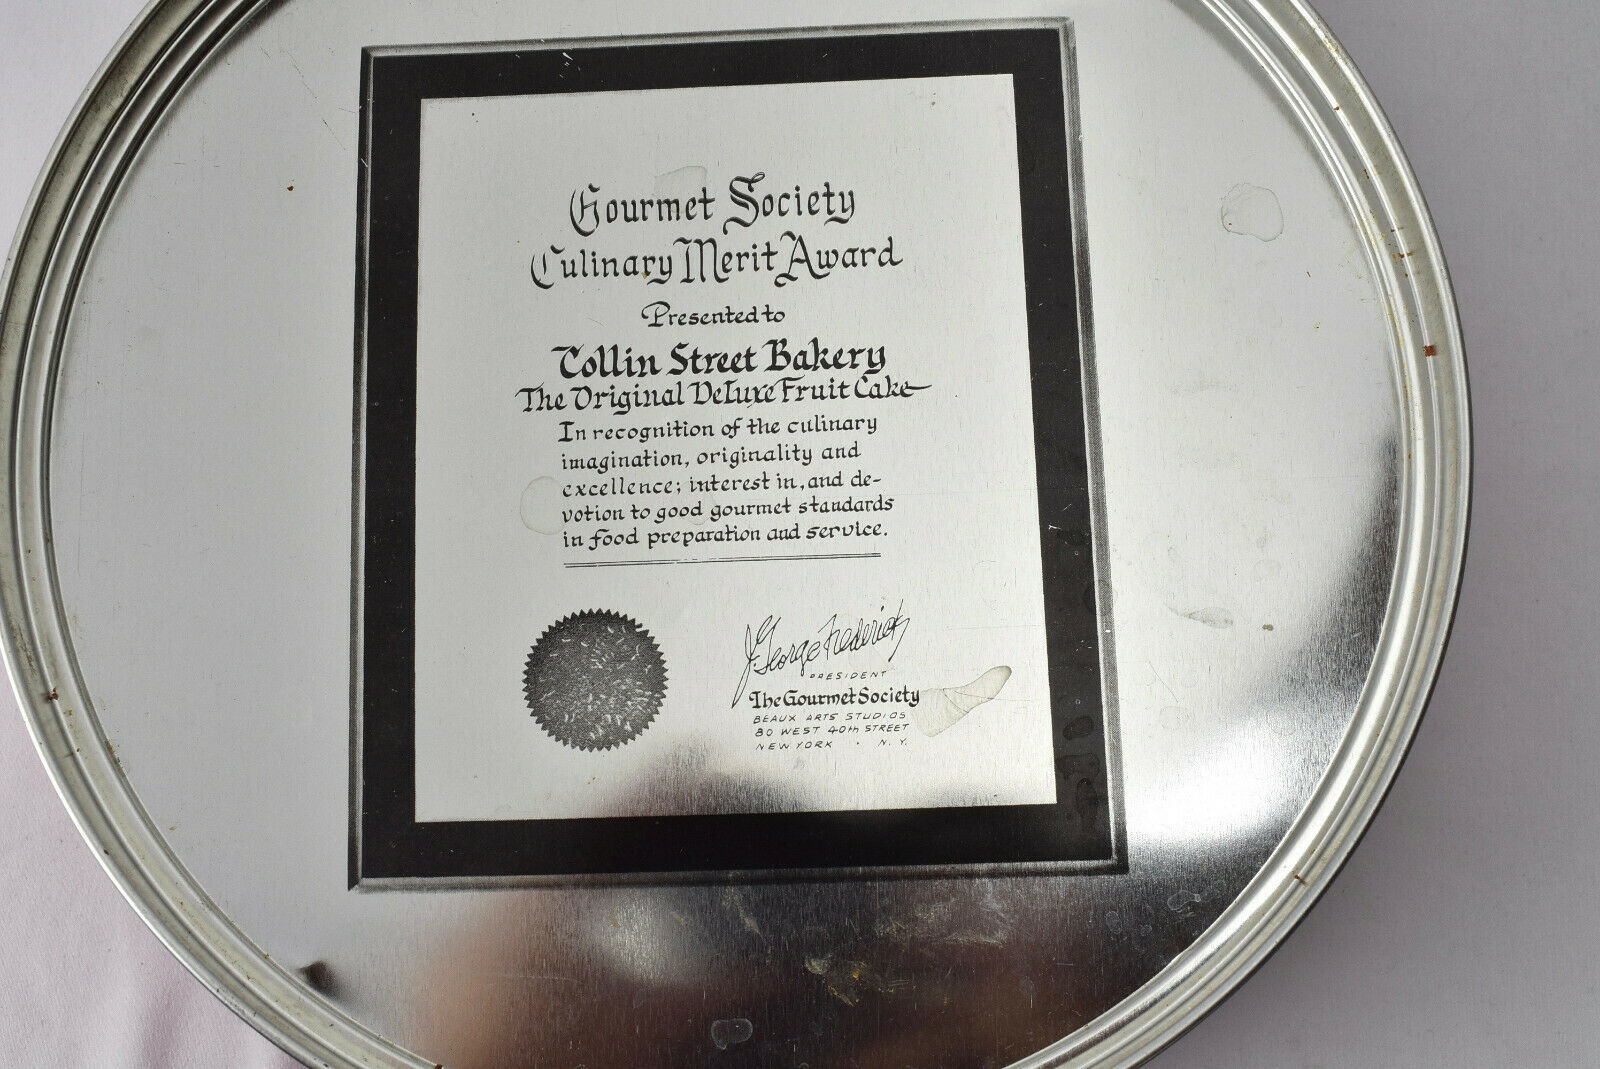 Gourmet Society
Culinary Merit Award
Presented to
Collin Street Bakery
The Original DeLuxe Fruit Cake
In recognition of the culinary
imagination, originality and
excellence; interest in, and de-
votion to good gourmet standards
in food preparation and service.
J. George Frederick
PRESIDENT
The Gourmet Society
BEAUX ARTS STUDIOS
80 WEST 40th STREET
NEW YORK · N. Y.